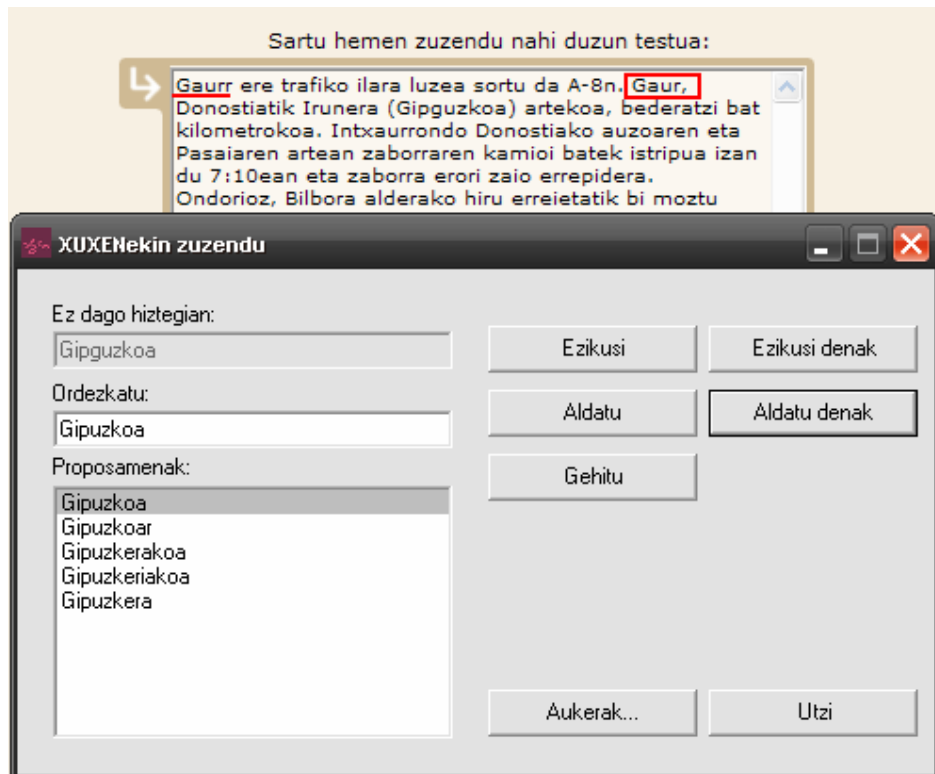 Sartu hemen zuzendu nahi duzun testua:
Gaurr ere trafiko ilara luzea sortu da A-8n. Gaur,
Donostiatik Irunera (Gipguzkoa) artekoa, bederatzi bat
kilometrokoa. Intxaurrondo Donostiako auzoaren eta
Pasaiaren artean zaborraren kamioi batek istripua izan
du 7:10ean eta zaborra erori zaio errepidera.
Ondorioz, Bilbora alderako hiru erreietatik bi moztu
XUXENekin zuzendu
Ez dago hiztegian:
Gipguzkoa
Ezikusi
Ezikusi denak
Ordezkatu:
Gipuzkoa
Aldatu
Aldatu denak
Proposamenak:
Gehitu
Gipuzkoa
Gipuzkoar
Gipuzkerakoa
Gipuzkeriakoa
Gipuzkera
Aukerak...
Utzi